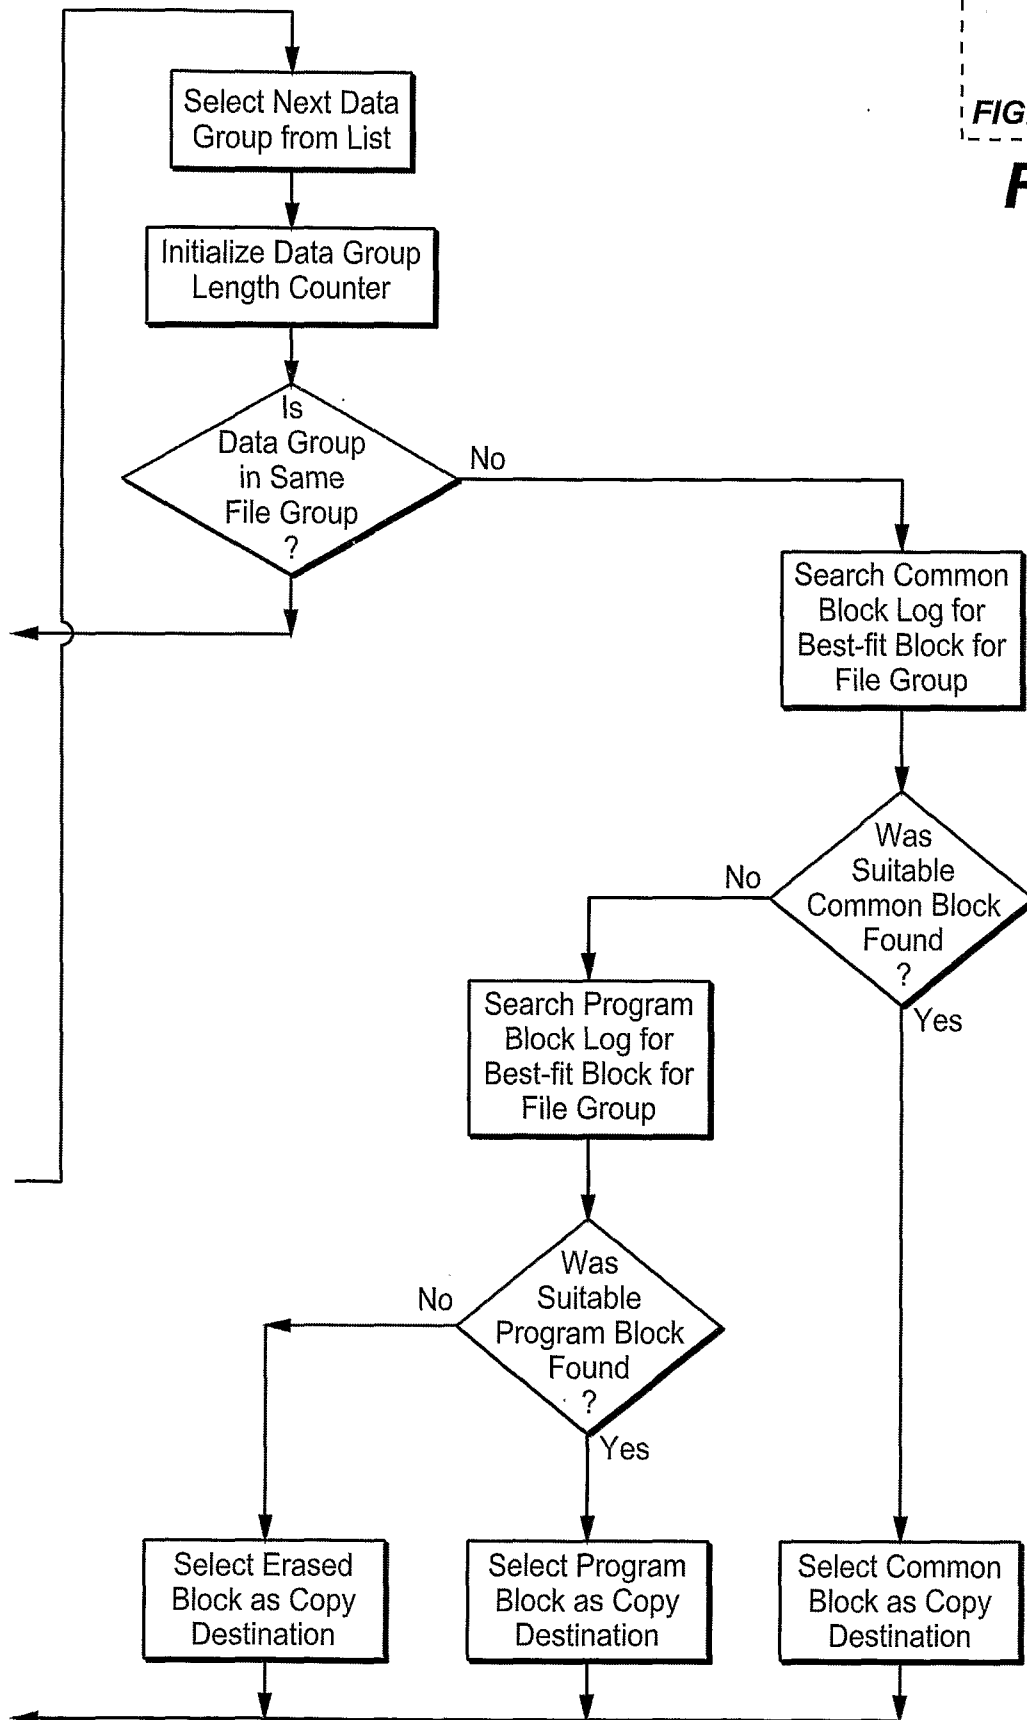 FIG.
F
Select Next Data
Group from List
Initialize Data Group
Length Counter
Is
Data Group
in Same
File Group
?
No
Search Common
Block Log for
Best-fit Block for
File Group
Was
Suitable
Common Block
Found
?
No
Yes
Search Program
Block Log for
Best-fit Block for
File Group
Was
Suitable
Program Block
Found
?
No
Yes
Select Erased
Block as Copy
Destination
Select Program
Block as Copy
Destination
Select Common
Block as Copy
Destination